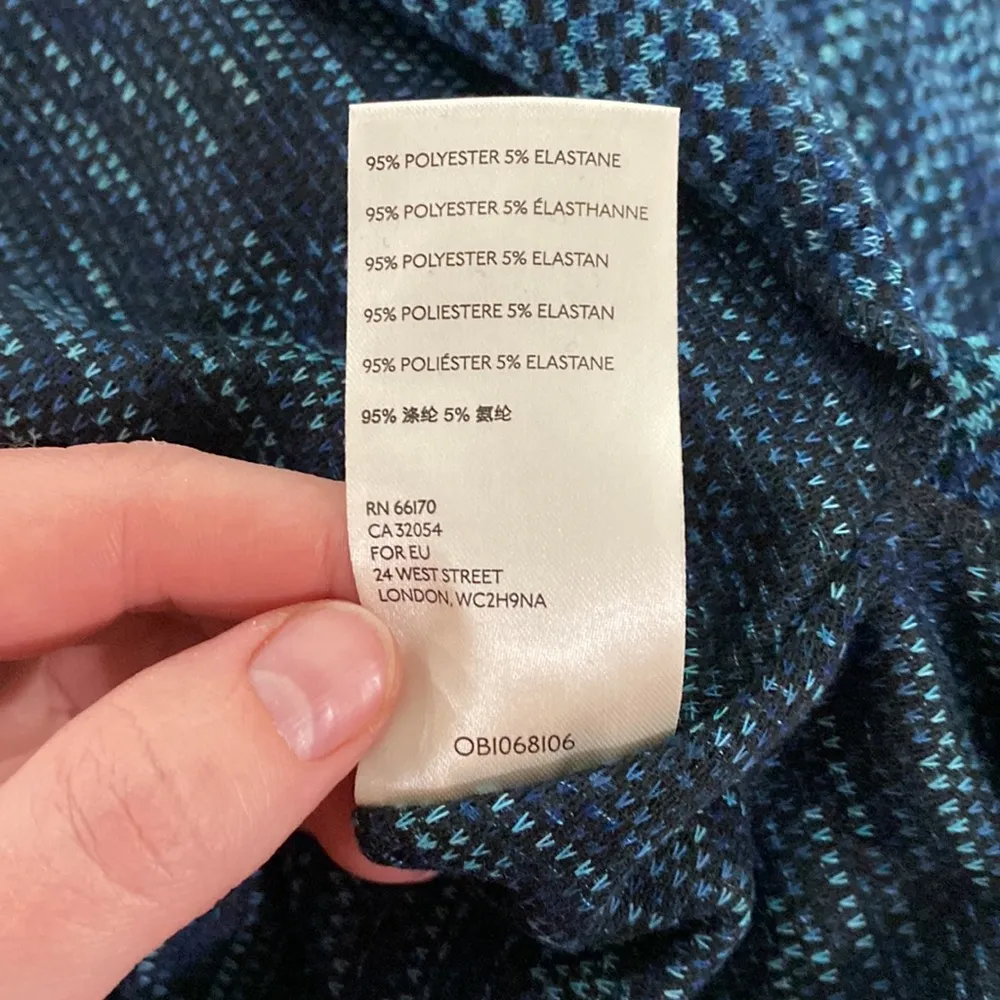 95% POLYESTER 5% ELASTANE
95% POLYESTER 5% ÉLASTHANNE
95% POLYESTER 5% ELASTAN
95% POLIESTERE 5% ELASTAN
95% POLIÉSTER 5% ELASTANE
95% 涤纶 5% 氨纶
RN 66170
CA 32054
FOR EU
24 WEST STREET
LONDON, WC2H9NA
OB1068106